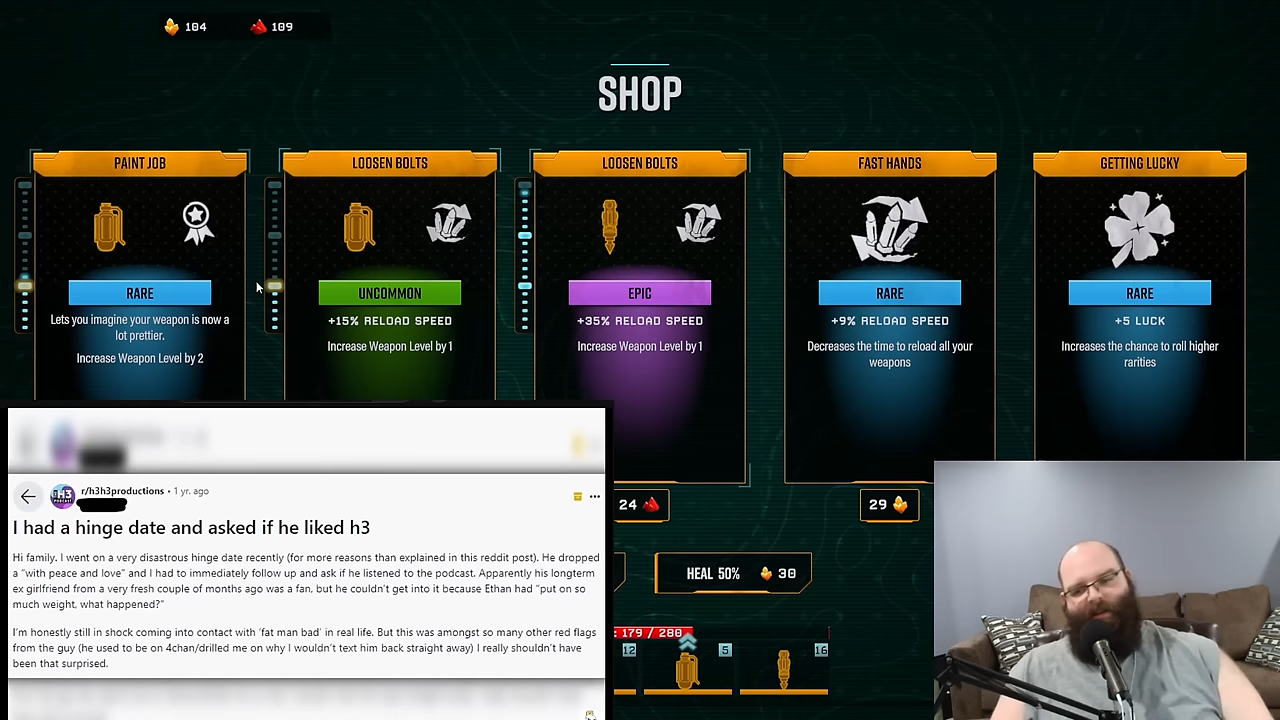 104 109
SHOP
PAINT JOB
RARE
Lets you imagine your weapon is now a
lot prettier.
Increase Weapon Level by 2
LOOSEN BOLTS
UNCOMMON
+15% RELOAD SPEED
Increase Weapon Level by 1
LOOSEN BOLTS
EPIC
+35% RELOAD SPEED
Increase Weapon Level by 1
FAST HANDS
RARE
+9% RELOAD SPEED
Decreases the time to reload all your
weapons
GETTING LUCKY
RARE
+5 LUCK
Increases the chance to roll higher
rarities
24
29
HEAL 50% 30
179 / 280
12 5 16
r/h3h3productions • 1 yr. ago
I had a hinge date and asked if he liked h3
Hi family. I went on a very disastrous hinge date recently (for more reasons than explained in this reddit post). He dropped
a “with peace and love” and I had to immediately follow up and ask if he listened to the podcast. Apparently his longterm
ex girlfriend from a very fresh couple of months ago was a fan, but he couldn’t get into it because Ethan had “put on so
much weight, what happened?”
I’m honestly still in shock coming into contact with ‘fat man bad’ in real life. But this was amongst so many other red flags
from the guy (he used to be on 4chan/drilled me on why I wouldn’t text him back straight away) I really shouldn’t have
been that surprised.